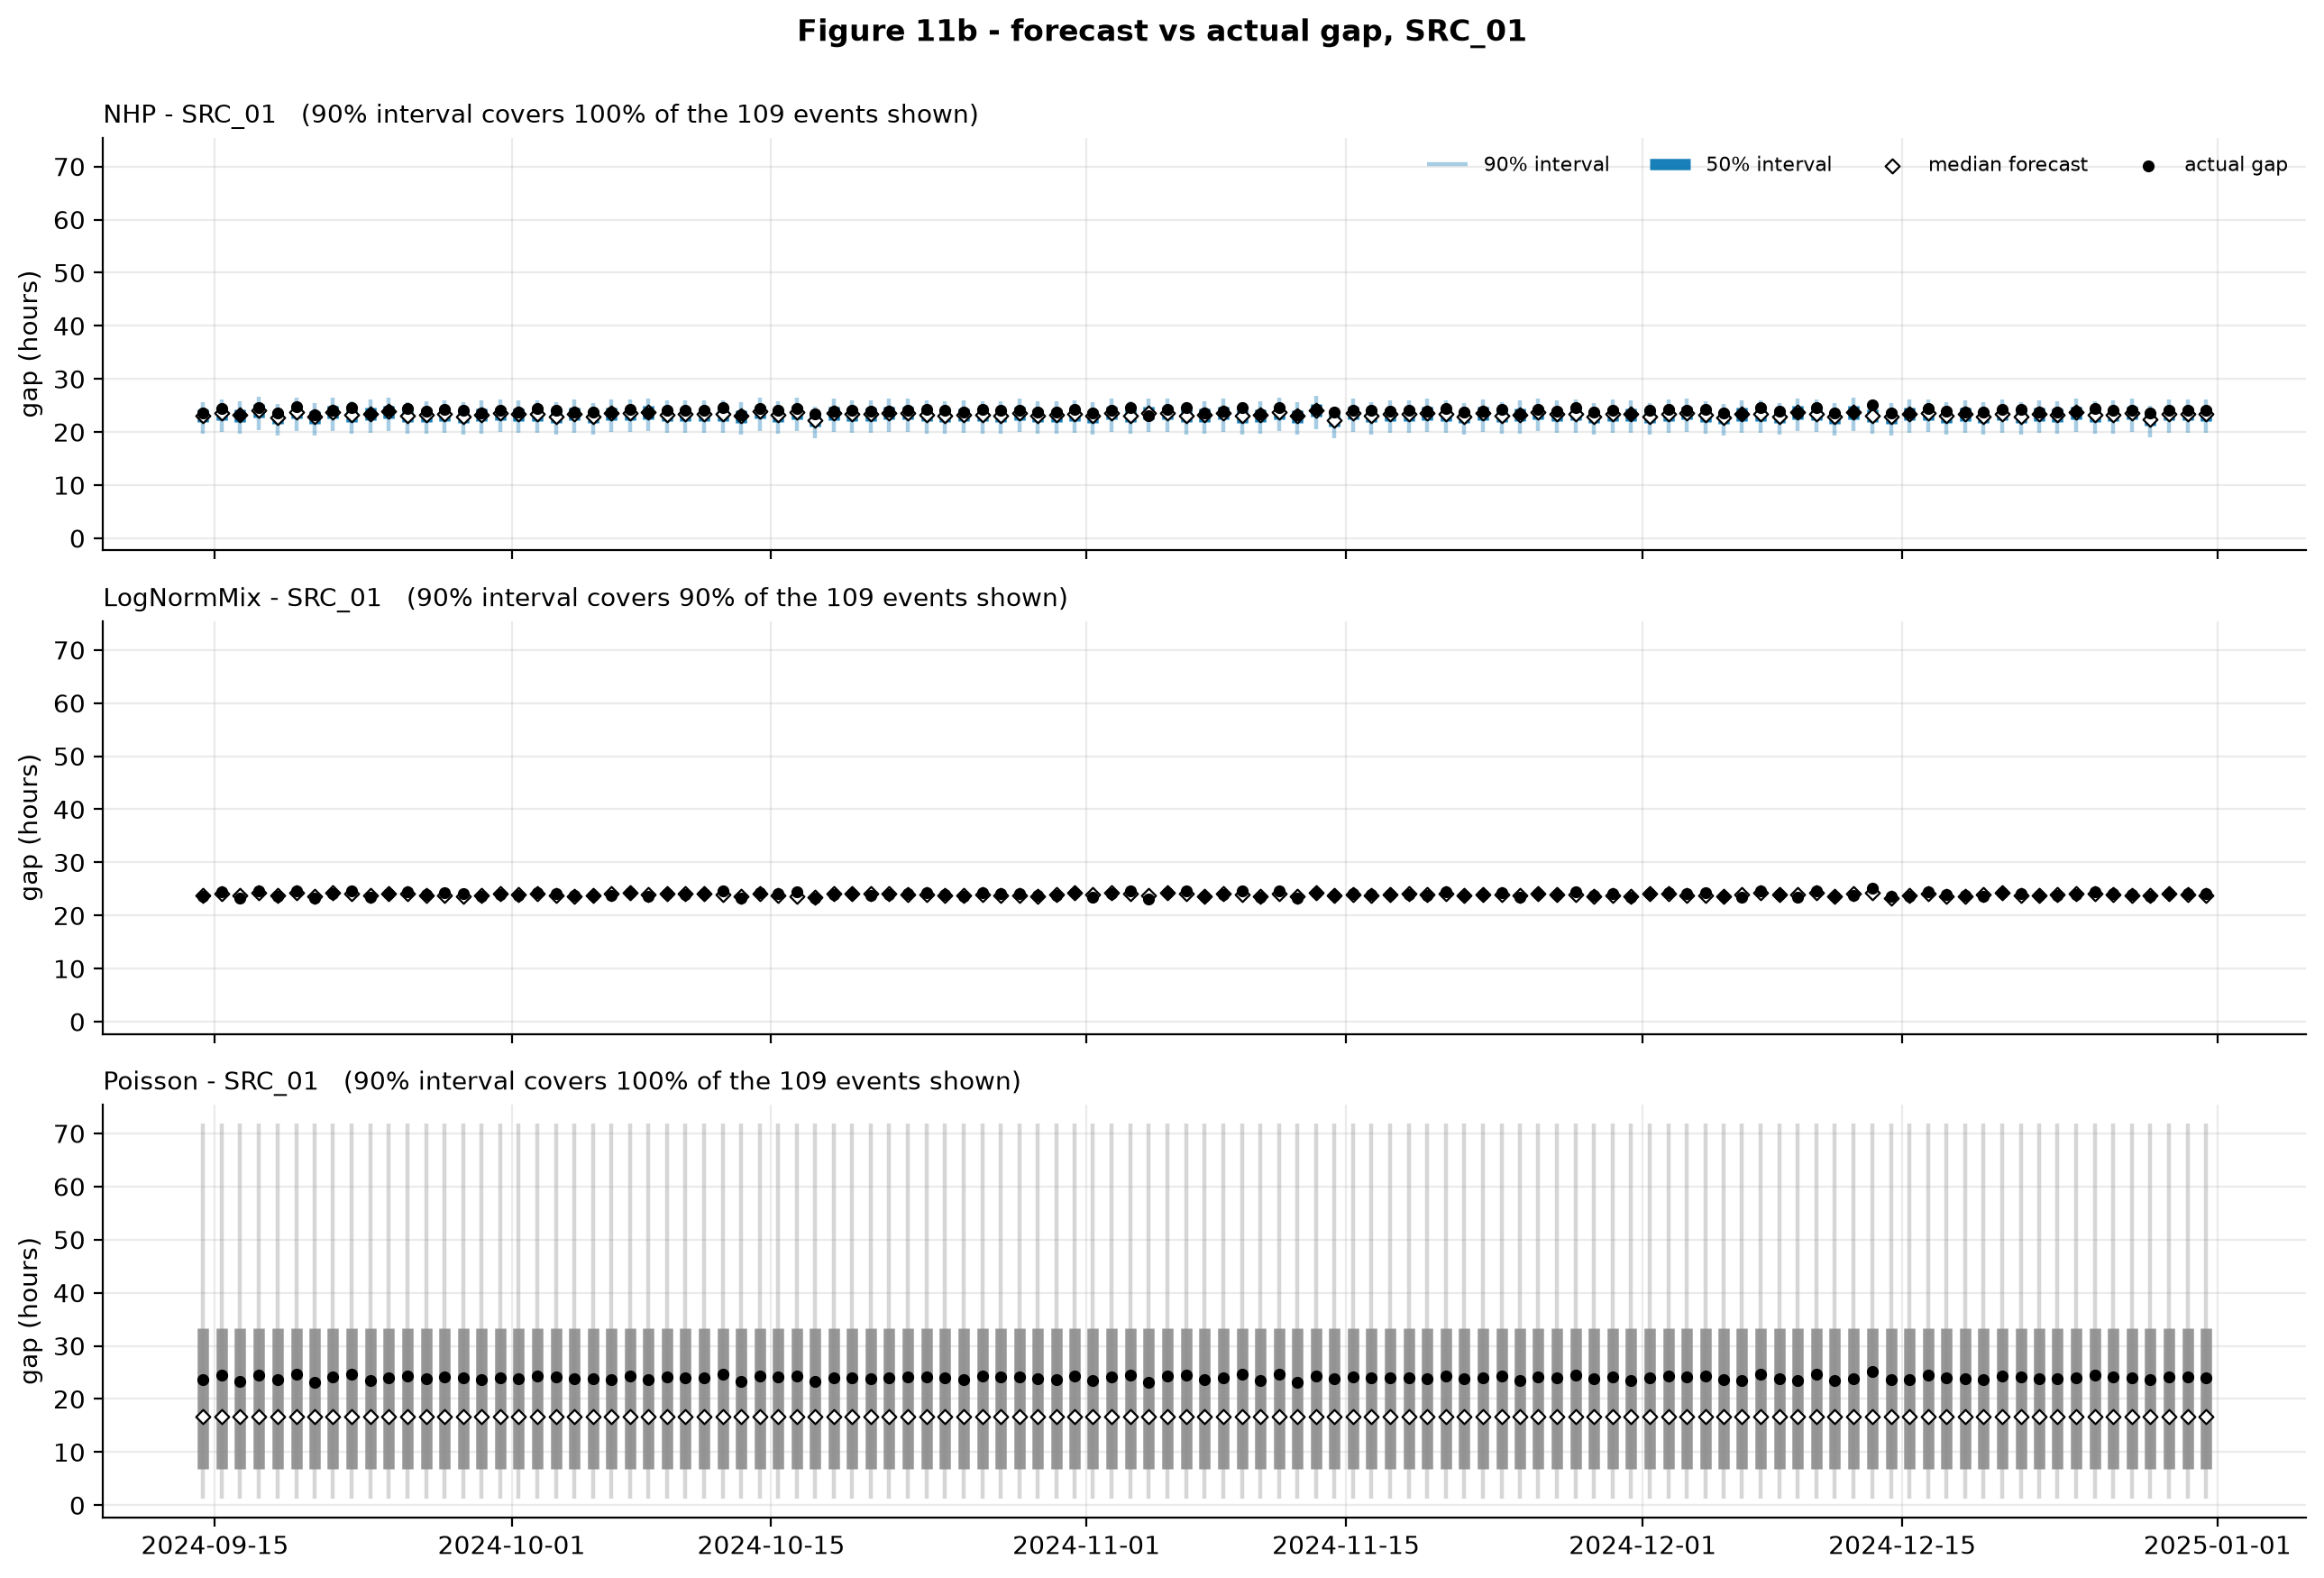 Figure 11b - forecast vs actual gap, SRC_01
NHP - SRC_01 (90% interval covers 100% of the 109 events shown)
90% interval 50% interval median forecast actual gap
gap (hours)
70
60
50
40
30
20
10
0
LogNormMix - SRC_01 (90% interval covers 90% of the 109 events shown)
gap (hours)
70
60
50
40
30
20
10
0
Poisson - SRC_01 (90% interval covers 100% of the 109 events shown)
gap (hours)
70
60
50
40
30
20
10
0
2024-09-15 2024-10-01 2024-10-15 2024-11-01 2024-11-15 2024-12-01 2024-12-15 2025-01-01